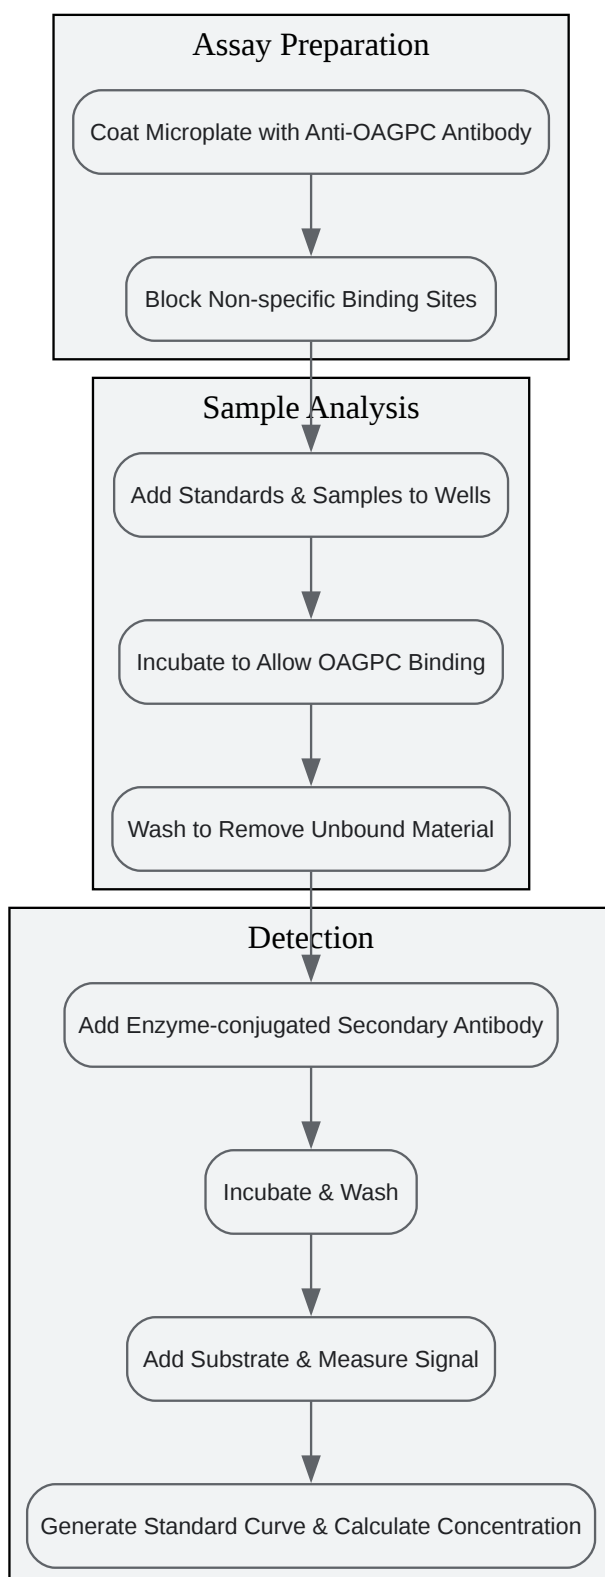 Assay Preparation
Coat Microplate with Anti-OAGPC Antibody
Block Non-specific Binding Sites
Sample Analysis
Add Standards & Samples to Wells
Incubate to Allow OAGPC Binding
Wash to Remove Unbound Material
Detection
Add Enzyme-conjugated Secondary Antibody
Incubate & Wash
Add Substrate & Measure Signal
Generate Standard Curve & Calculate Concentration